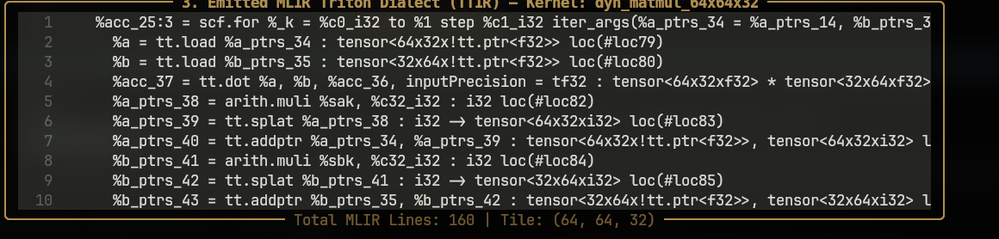 3. Emitted MLIR Triton Dialect (TTIR) — Kernel: dyn_matmul_64x64x32
1 %acc_25:3 = scf.for %_k = %c0_i32 to %1 step %c1_i32 iter_args(%a_ptrs_34 = %a_ptrs_14, %b_ptrs_3
2 %a = tt.load %a_ptrs_34 : tensor<64x32x!tt.ptr<f32>> loc(#loc79)
3 %b = tt.load %b_ptrs_35 : tensor<32x64x!tt.ptr<f32>> loc(#loc80)
4 %acc_37 = tt.dot %a, %b, %acc_36, inputPrecision = tf32 : tensor<64x32xf32> * tensor<32x64xf32>
5 %a_ptrs_38 = arith.muli %sak, %c32_i32 : i32 loc(#loc82)
6 %a_ptrs_39 = tt.splat %a_ptrs_38 : i32 -> tensor<64x32xi32> loc(#loc83)
7 %a_ptrs_40 = tt.addptr %a_ptrs_34, %a_ptrs_39 : tensor<64x32x!tt.ptr<f32>>, tensor<64x32xi32> l
8 %b_ptrs_41 = arith.muli %sbk, %c32_i32 : i32 loc(#loc84)
9 %b_ptrs_42 = tt.splat %b_ptrs_41 : i32 -> tensor<32x64xi32> loc(#loc85)
10 %b_ptrs_43 = tt.addptr %b_ptrs_35, %b_ptrs_42 : tensor<32x64x!tt.ptr<f32>>, tensor<32x64xi32> l
Total MLIR Lines: 160 | Tile: (64, 64, 32)